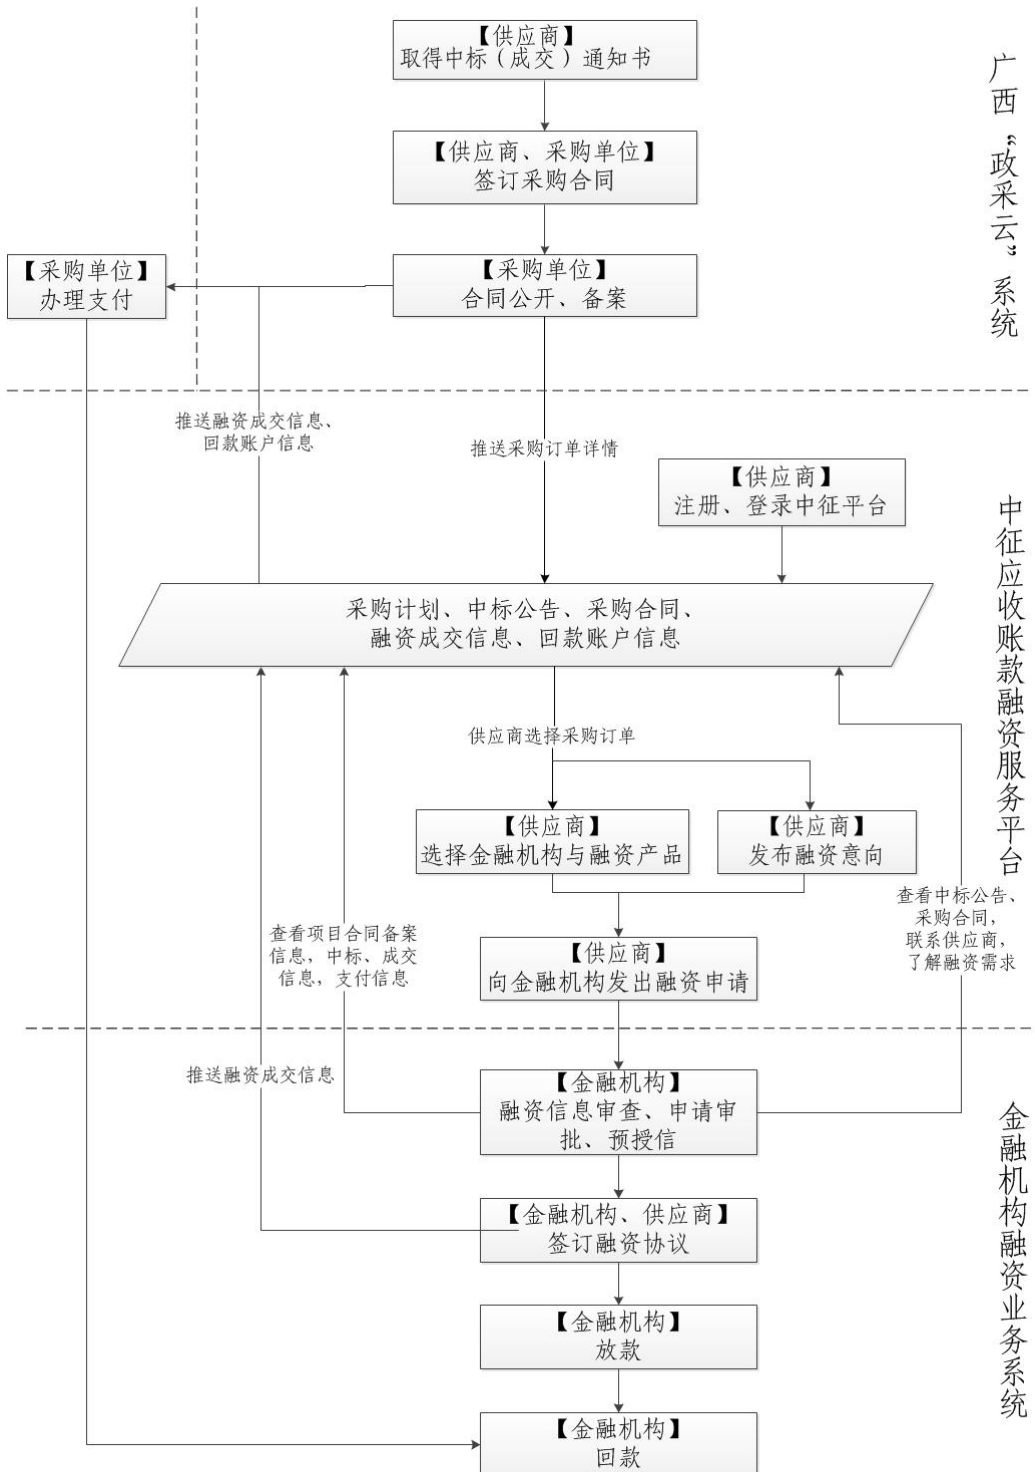 【供应商】
取得中标（成交）通知书
【供应商、采购单位】
签订采购合同
【采购单位】
合同公开、备案
【采购单位】
办理支付
广西“政采云”系统
推送融资成交信息、
回款账户信息
推送采购订单详情
【供应商】
注册、登录中征平台
采购计划、中标公告、采购合同、
融资成交信息、回款账户信息
供应商选择采购订单
【供应商】
选择金融机构与融资产品
【供应商】
发布融资意向
中征应收账款融资服务平台
查看项目合同备案
信息，中标、成交
信息，支付信息
【供应商】
向金融机构发出融资申请
查看中标公告、
采购合同，
联系供应商，
了解融资需求
推送融资成交信息
【金融机构】
融资信息审查、申请审
批、预授信
【金融机构、供应商】
签订融资协议
【金融机构】
放款
【金融机构】
回款
金融机构融资业务系统